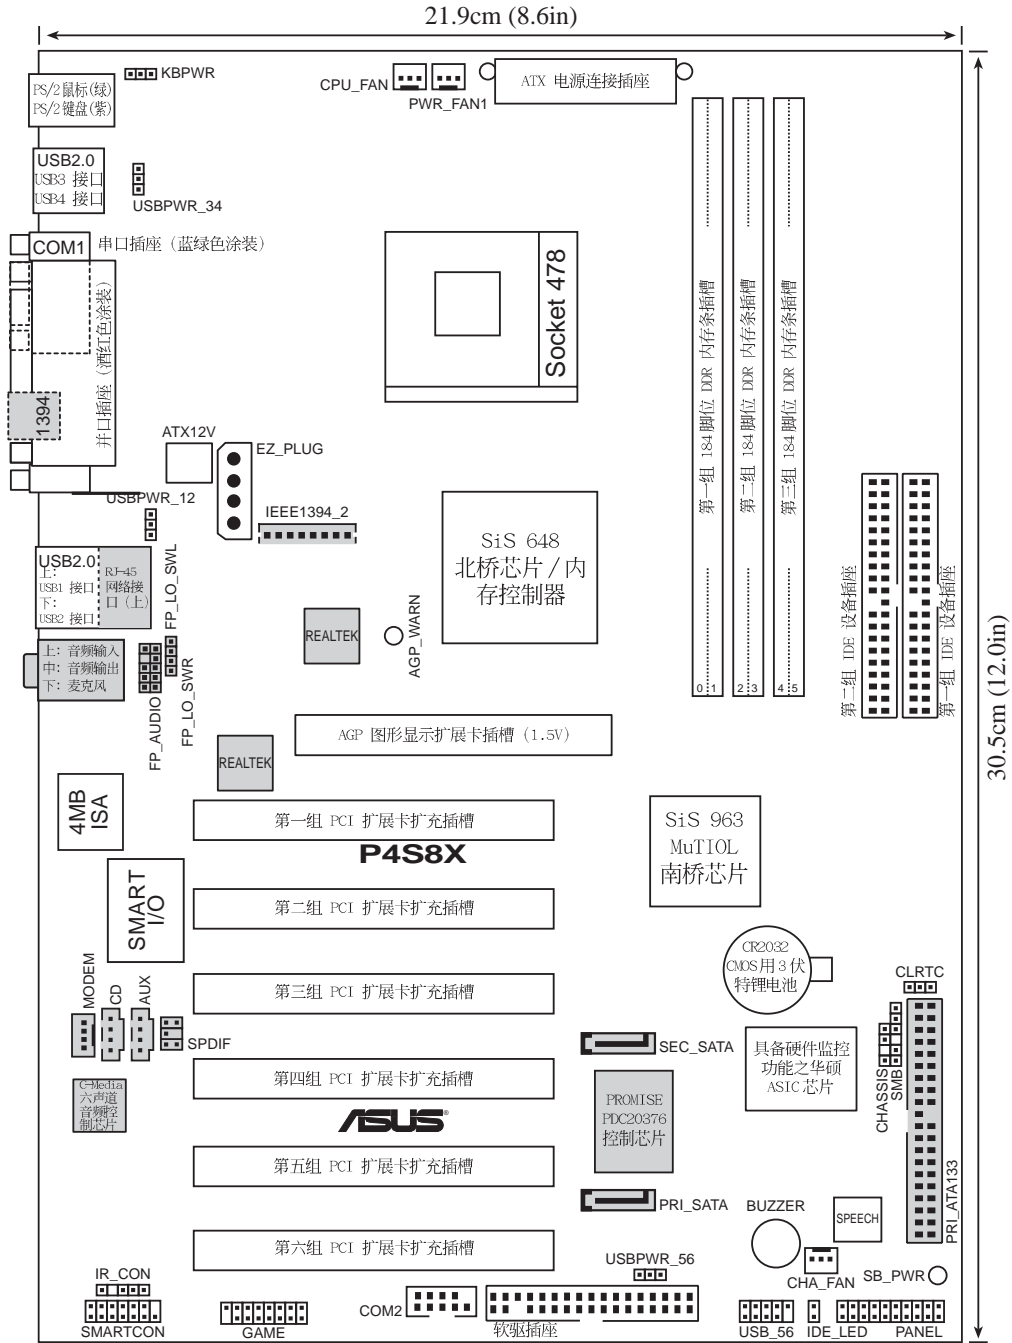 21.9cm (8.6in)
KBPWR
PS/2鼠标(绿)
PS/2键盘(紫)
CPU_FAN
PWR_FAN1
ATX 电源连接插座
USB2.0
USB3 接口
USB4 接口
USBPWR_34
COM1
串口插座（蓝绿色涂装）
并口插座（酒红色涂装）
1394
Socket 478
第一组 184 脚位 DDR 内存条插槽
第二组 184 脚位 DDR 内存条插槽
第三组 184 脚位 DDR 内存条插槽
0 1
2 3
4 5
ATX12V
EZ_PLUG
USBPWR_12
IEEE1394_2
SiS 648
北桥芯片/内
存控制器
USB2.0
上:
USB1 接口
下:
USB2 接口
RJ-45
网络接
口(上)
FP_LO_SWL
REALTEK
AGP_WARN
上: 音频输入
中: 音频输出
下: 麦克风
FP_AUDIO
FP_LO_SWR
第二组 IDE 设备插座
第一组 IDE 设备插座
30.5cm (12.0in)
AGP 图形显示扩展卡插槽（1.5V）
REALTEK
4MB
ISA
第一组 PCI 扩展卡扩充插槽
P4S8X
SiS 963
MuTIOL
南桥芯片
SMART
I/O
第二组 PCI 扩展卡扩充插槽
CR2032
CMOS用3伏
特锂电池
CLRTC
MODEM
CD
AUX
SPDIF
第三组 PCI 扩展卡扩充插槽
SEC_SATA
具备硬件监控
功能之华硕
ASIC 芯片
CHASSIS
SMB
C-Media
六声道
音频控
制芯片
第四组 PCI 扩展卡扩充插槽
ASUS®
PROMISE
PDC20376
控制芯片
第五组 PCI 扩展卡扩充插槽
PRI_SATA
BUZZER
SPEECH
PRI_ATA133
第六组 PCI 扩展卡扩充插槽
USBPWR_56
CHA_FAN
SB_PWR
IR_CON
SMARTCON
GAME
COM2
软驱插座
USB_56
IDE_LED
PANEL